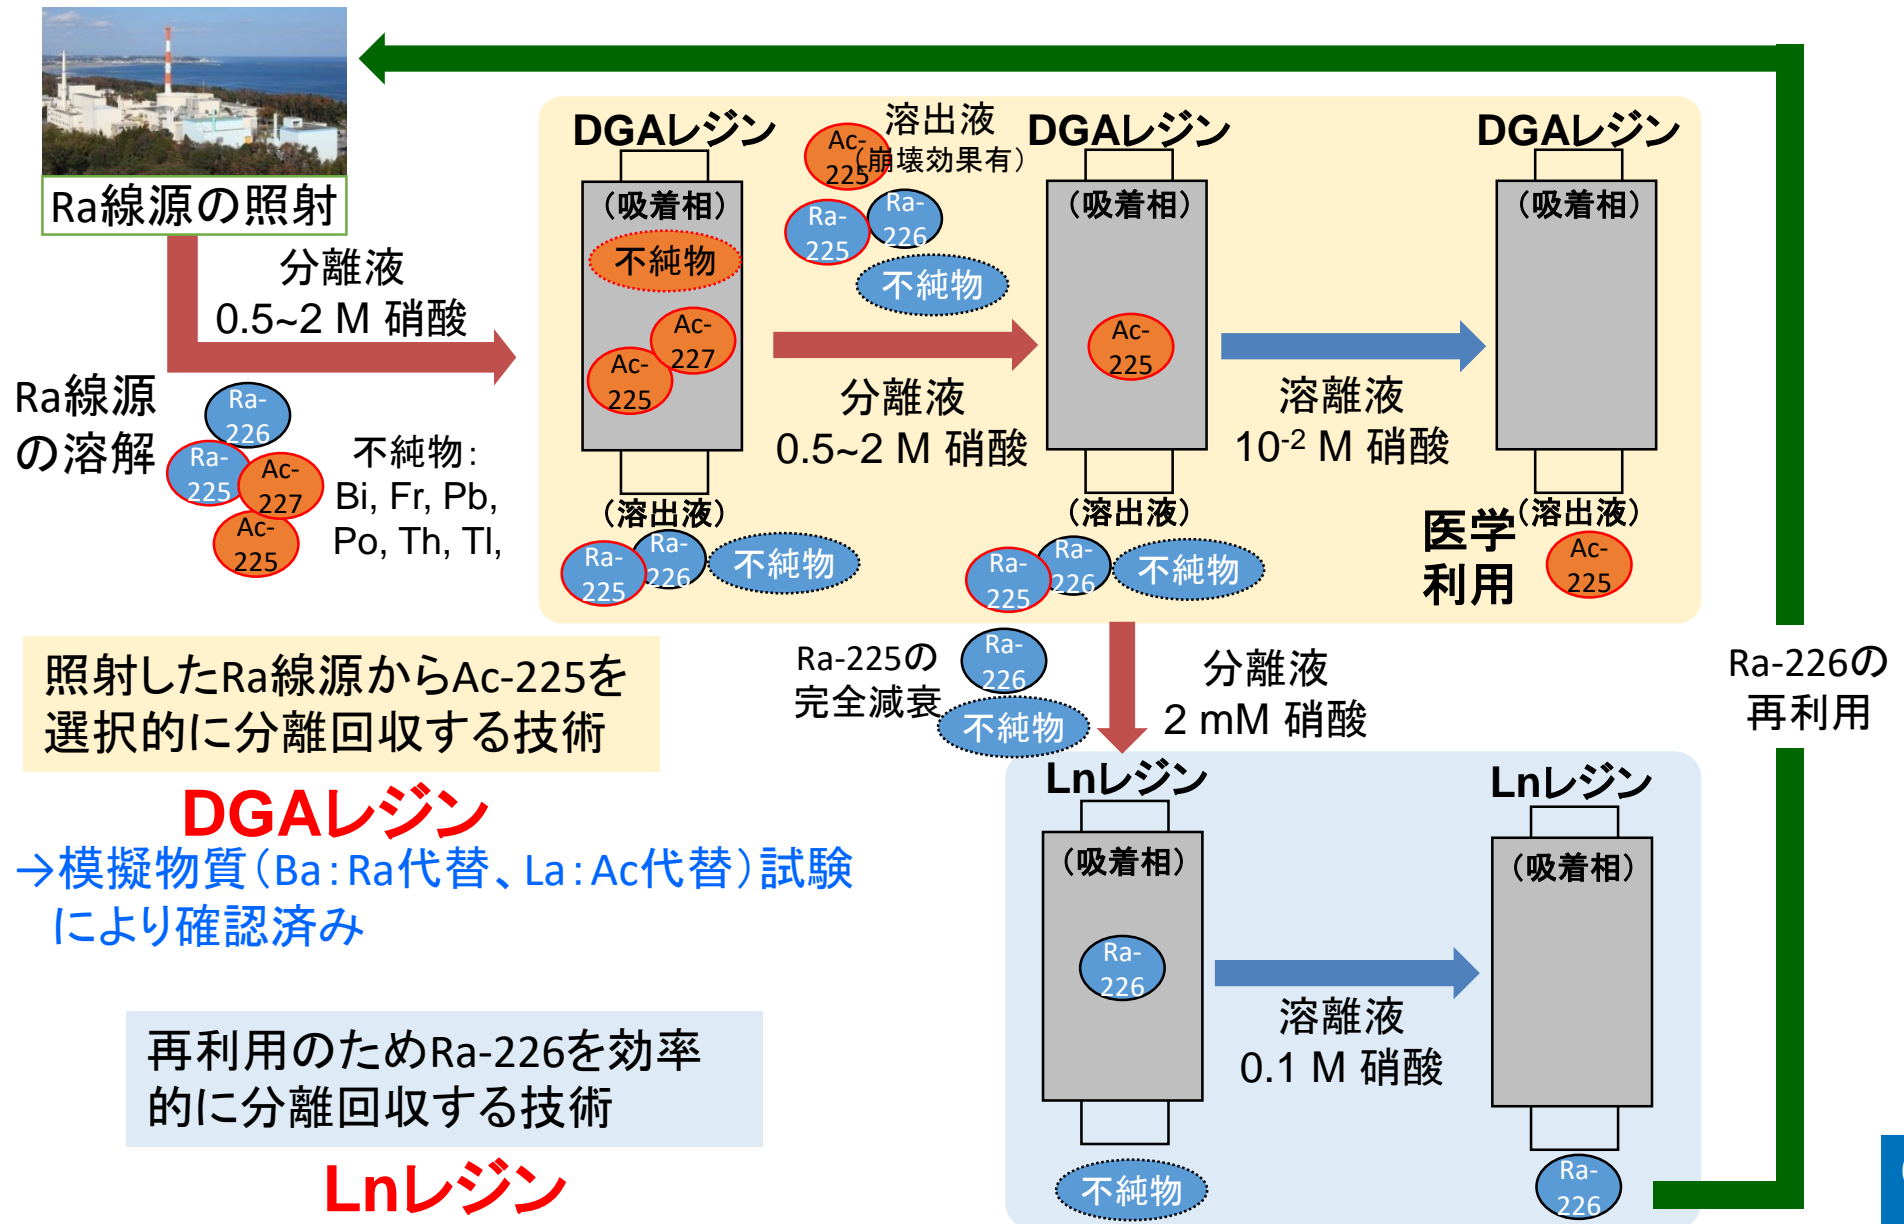 Ra線源の照射
分離液
0.5~2 M 硝酸
Ra線源
の溶解
Ra-
226
Ra-
225
Ac-
227
Ac-
225
不純物：
Bi, Fr, Pb,
Po, Th, Tl,
DGAレジン
（吸着相）
不純物
Ac-
227
Ac-
225
（溶出液）
Ra-
225
Ra-
226
不純物
溶出液
（崩壊効果有）
Ac-
225
Ra-
225
Ra-
226
不純物
分離液
0.5~2 M 硝酸
DGAレジン
（吸着相）
Ac-
225
（溶出液）
Ra-
225
Ra-
226
不純物
溶離液
10-2 M 硝酸
DGAレジン
（吸着相）
（溶出液）
医学
利用
Ac-
225
Ra-225の
完全減衰
Ra-
226
不純物
分離液
2 mM 硝酸
Ra-226の
再利用
照射したRa線源からAc-225を
選択的に分離回収する技術
DGAレジン
→模擬物質（Ba：Ra代替、La：Ac代替）試験
により確認済み
再利用のためRa-226を効率
的に分離回収する技術
Lnレジン
Lnレジン
（吸着相）
Ra-
226
不純物
溶離液
0.1 M 硝酸
Lnレジン
（吸着相）
Ra-
226